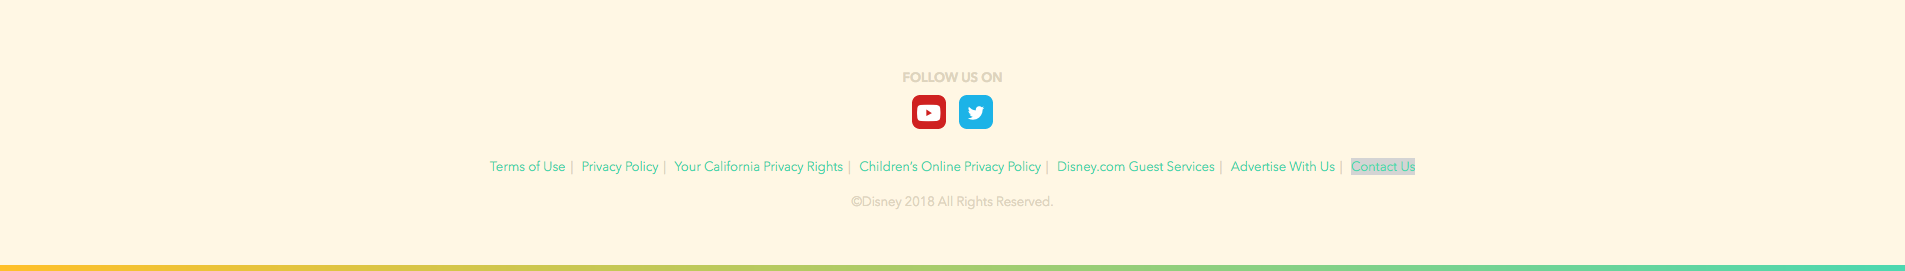 FOLLOW US ON
Terms of Use | Privacy Policy | Your California Privacy Rights | Children's Online Privacy Policy | Disney.com Guest Services | Advertise With Us | Contact Us
©Disney 2018 All Rights Reserved.